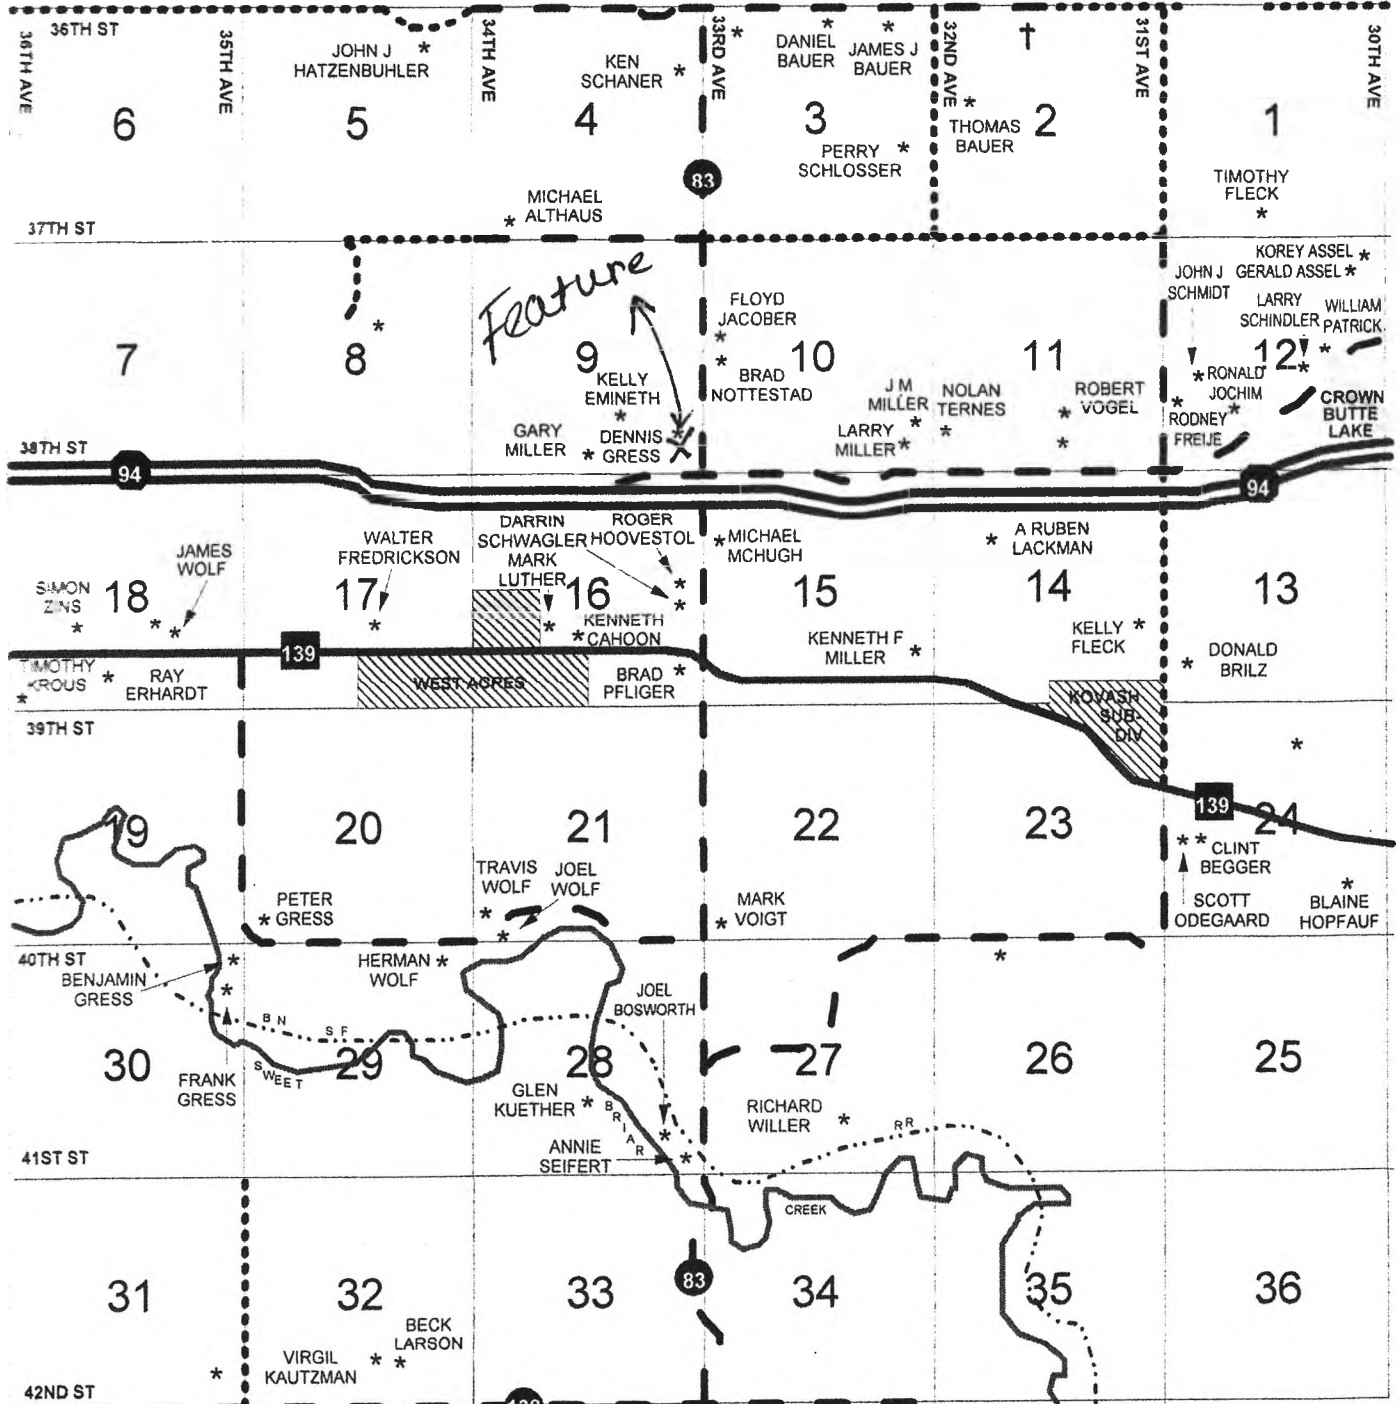 36TH ST
36TH AVE
35TH AVE
34TH AVE
33RD AVE
32ND AVE
31ST AVE
30TH AVE
JOHN J
HATZENBUHLER
KEN
SCHANER
DANIEL
BAUER
JAMES J
BAUER
6
5
4
3
2
1
THOMAS
BAUER
PERRY
SCHLOSSER
83
TIMOTHY
FLECK
MICHAEL
ALTHAUS
37TH ST
Feature
KOREY ASSEL
GERALD ASSEL
JOHN J
SCHMIDT
LARRY
SCHINDLER
WILLIAM
PATRICK
FLOYD
JACOBER
7
8
9
10
11
12
KELLY
EMINETH
BRAD
NOTTESTAD
J M
MILLER
NOLAN
TERNES
ROBERT
VOGEL
RONALD
JOCHIM
RODNEY
FREIJE
CROWN
BUTTE
LAKE
GARY
MILLER
DENNIS
GRESS
LARRY
MILLER
38TH ST
94
94
DARRIN
SCHWAGLER
ROGER
HOOVESTOL
MARK
LUTHER
WALTER
FREDRICKSON
JAMES
WOLF
MICHAEL
MCHUGH
A RUBEN
LACKMAN
SIMON
ZINS
18
17
16
15
14
13
KENNETH
CAHOON
KENNETH F
MILLER
KELLY
FLECK
DONALD
BRILZ
139
TIMOTHY
KROUS
RAY
ERHARDT
WEST ACRES
BRAD
PFLIGER
KOVASH
SUB-
DIV
39TH ST
19
20
21
22
23
24
139
CLINT
BEGGER
SCOTT
ODEGAARD
BLAINE
HOPFAUF
TRAVIS
WOLF
JOEL
WOLF
PETER
GRESS
MARK
VOIGT
40TH ST
BENJAMIN
GRESS
HERMAN
WOLF
JOEL
BOSWORTH
BN
SF
30
29
28
27
26
25
SWEET
FRANK
GRESS
GLEN
KUETHER
BRIAR
RICHARD
WILLER
RR
ANNIE
SEIFERT
41ST ST
CREEK
31
32
33
83
34
35
36
BECK
LARSON
VIRGIL
KAUTZMAN
42ND ST